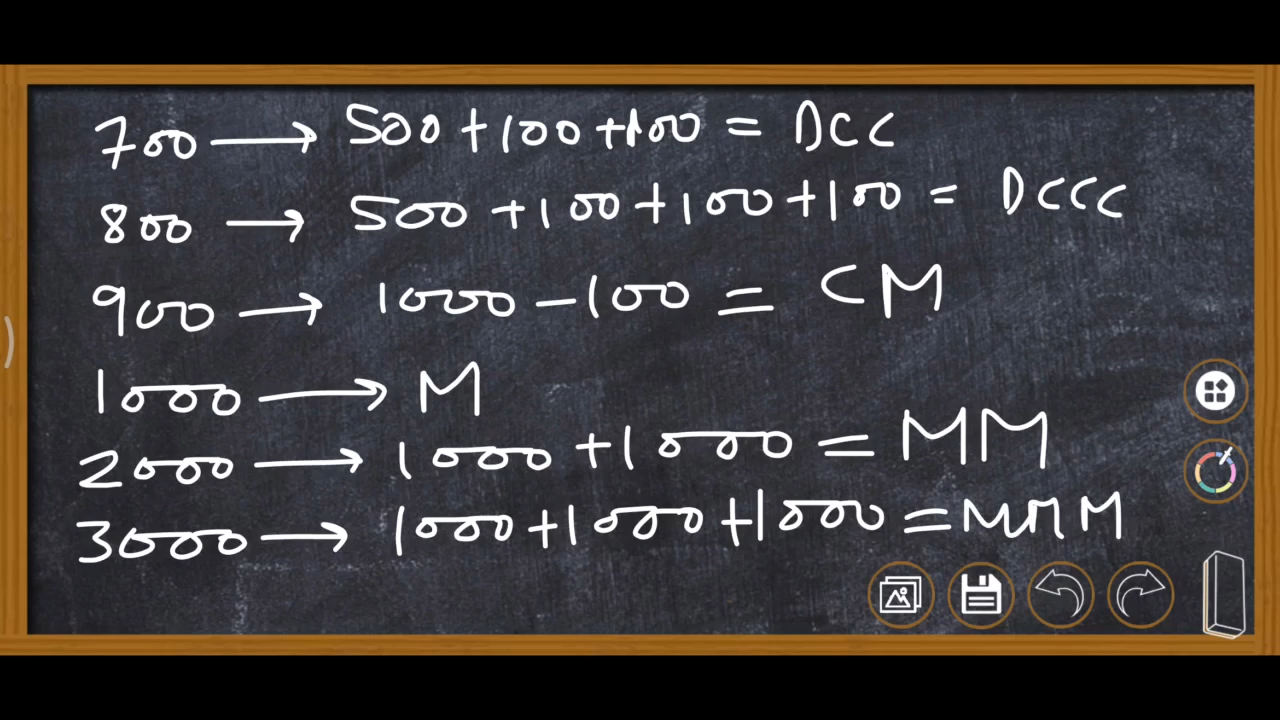 700 → 500+100+100 = DCC
800 → 500+100+100+100 = DCCC
900 → 1000-100 = CM
1000 → M
2000 → 1000+1000 = MM
3000 → 1000+1000+1000=MMM